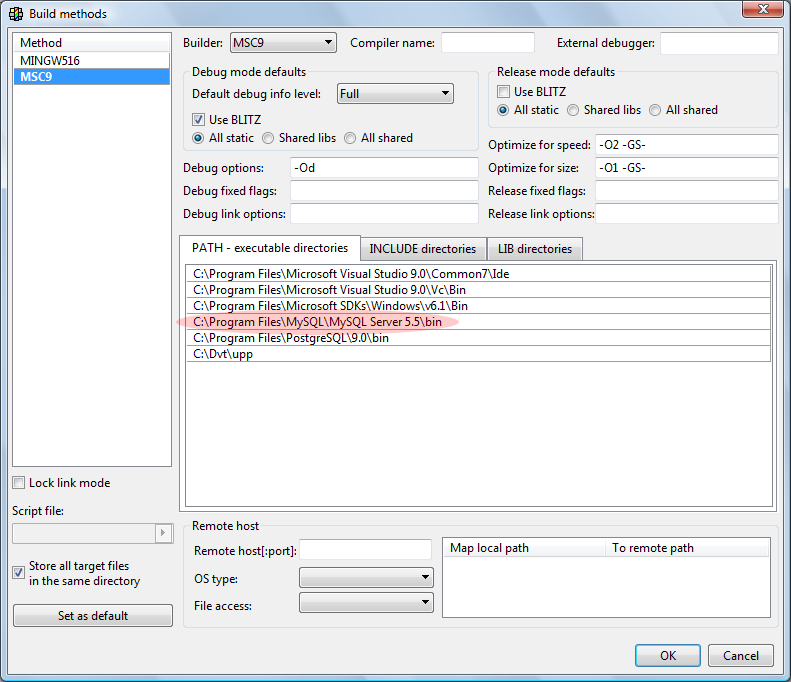 Build methods
Method
MINGW516
MSC9
Builder: MSC9 Compiler name: External debugger:
Debug mode defaults
Default debug info level: Full
Use BLITZ
All static Shared libs All shared
Release mode defaults
Use BLITZ
All static Shared libs All shared
Optimize for speed: -O2 -GS-
Debug options: -Od
Optimize for size: -O1 -GS-
Debug fixed flags:
Release fixed flags:
Debug link options:
Release link options:
PATH - executable directories INCLUDE directories LIB directories
C:\Program Files\Microsoft Visual Studio 9.0\Common7\Ide
C:\Program Files\Microsoft Visual Studio 9.0\Vc\Bin
C:\Program Files\Microsoft SDKs\Windows\v6.1\Bin
C:\Program Files\MySQL\MySQL Server 5.5\bin
C:\Program Files\PostgreSQL\9.0\bin
C:\Dvt\upp
Lock link mode
Script file:
Store all target files
in the same directory
Set as default
Remote host
Remote host[:port]:
OS type:
File access:
Map local path To remote path
OK Cancel